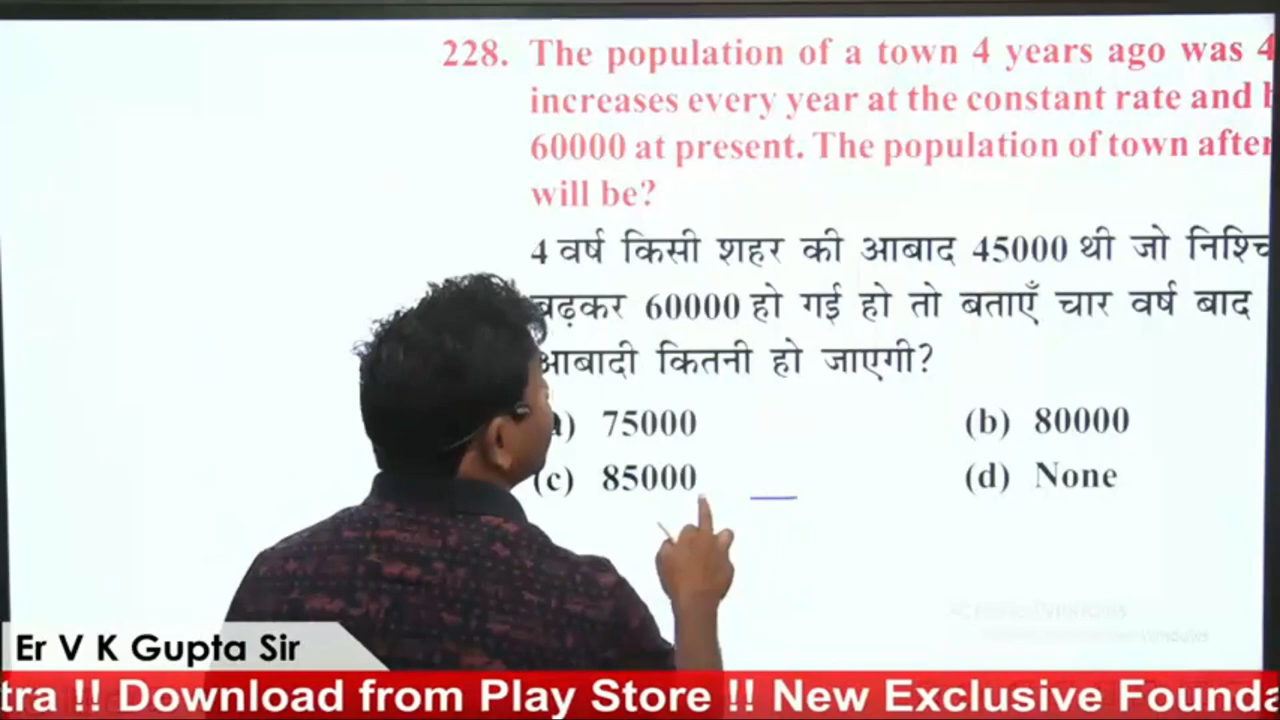 228. The population of a town 4 years ago was 4
increases every year at the constant rate and
60000 at present. The population of town after
will be?
4 वर्ष किसी शहर की आबाद 45000 थी जो
बढ़कर 60000 हो गई हो तो बताएँ चार वर्ष बाद
आबादी कितनी हो जाएगी?
a) 75000 (b) 80000
(c) 85000 (d) None
Er V K Gupta Sir
tra !! Download from Play Store !! New Exclusive Founda